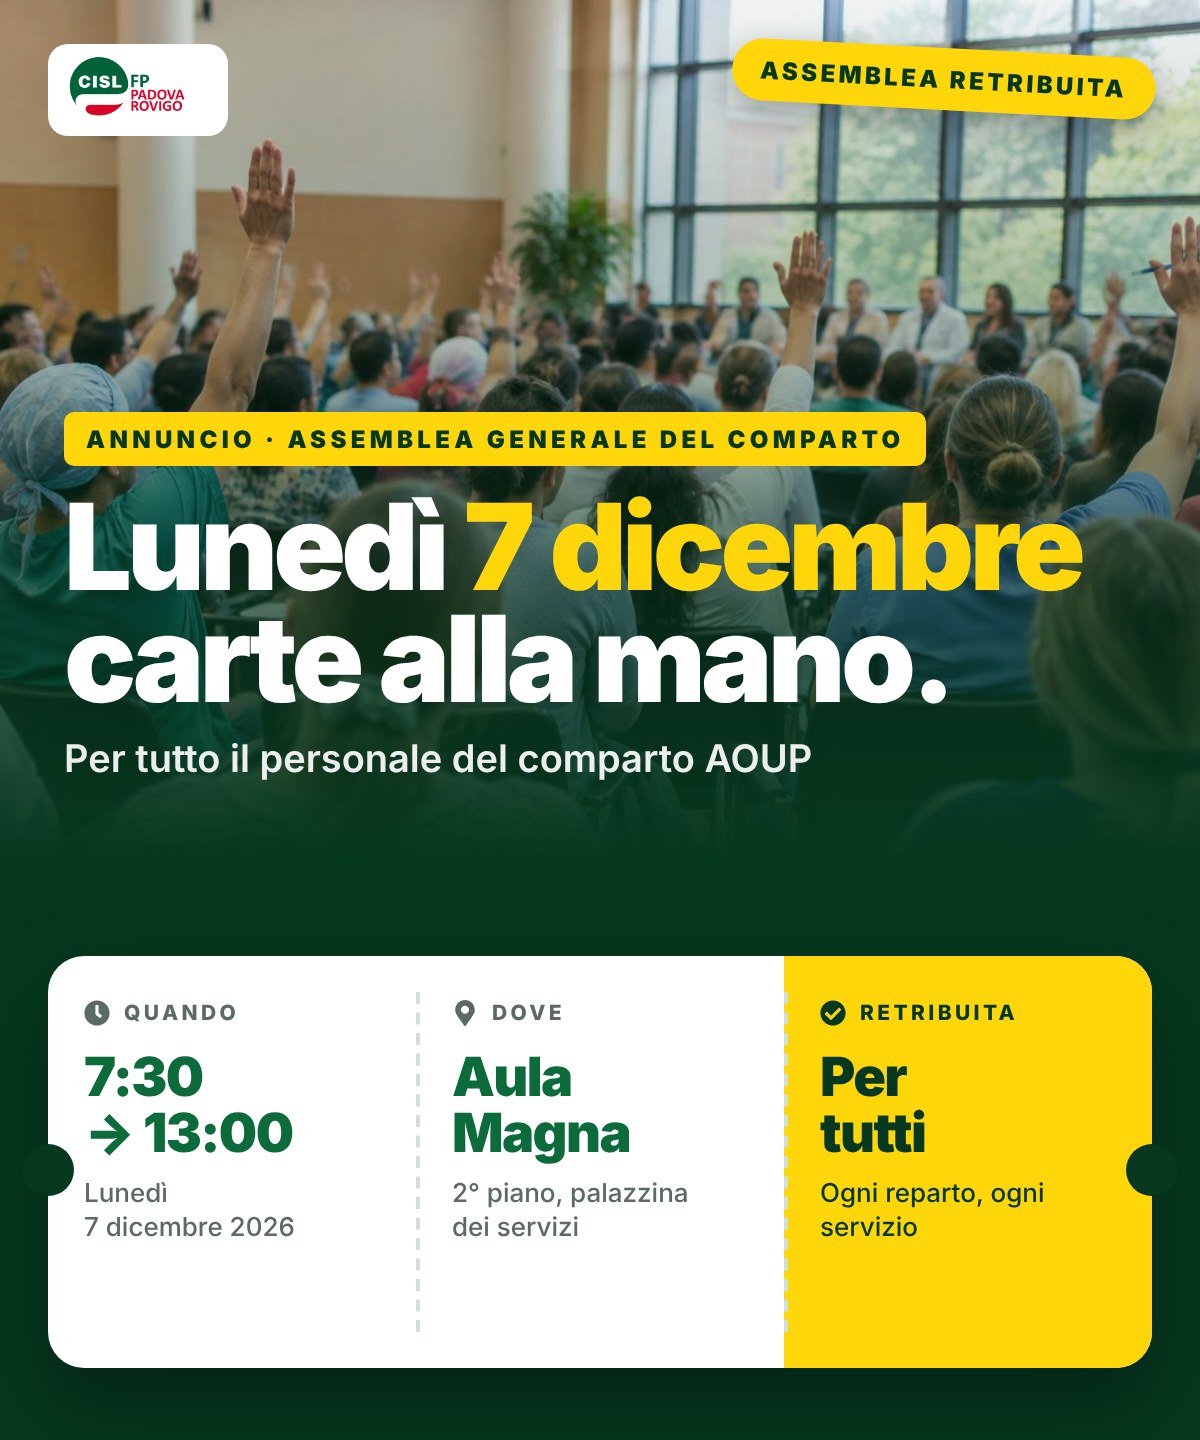 CISL FP
PADOVA
ROVIGO
ASSEMBLEA RETRIBUITA
ANNUNCIO · ASSEMBLEA GENERALE DEL COMPARTO
Lunedì 7 dicembre
carte alla mano.
Per tutto il personale del comparto AOUP
QUANDO
7:30
→ 13:00
Lunedì
7 dicembre 2026
DOVE
Aula
Magna
2° piano, palazzina
dei servizi
RETRIBUITA
Per
tutti
Ogni reparto, ogni
servizio